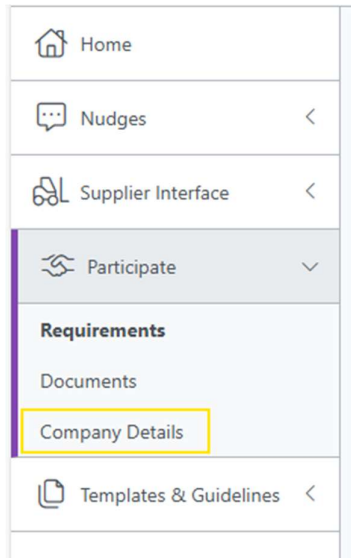 Home
Nudges
Supplier Interface
Participate
Requirements
Documents
Company Details
Templates & Guidelines